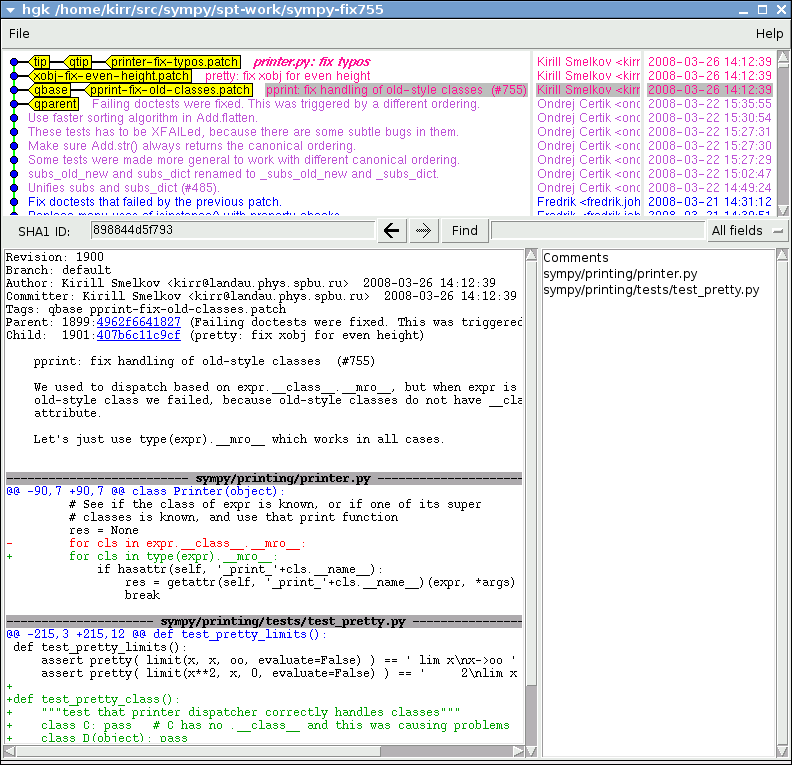 hgk /home/kirr/src/sympy/spt-work/sympy-fix755
File Help
tip qtip printer-fix-typos.patch printer.py: fix typos Kirill Smelkov <kirr 2008-03-26 14:12:39
xobj-fix-even-height.patch pretty: fix xobj for even height Kirill Smelkov <kirr 2008-03-26 14:12:39
qbase pprint-fix-old-classes.patch pprint: fix handling of old-style classes (#755) Kirill Smelkov <kirr 2008-03-26 14:12:39
qparent Failing doctests were fixed. This was triggered by a different ordering. Ondrej Certik <onc 2008-03-22 15:35:55
Use faster sorting algorithm in Add.flatten. Ondrej Certik <onc 2008-03-22 15:30:54
These tests has to be XFAILed, because there are some subtle bugs in them. Ondrej Certik <onc 2008-03-22 15:27:31
Make sure Add.str() always returns the canonical ordering. Ondrej Certik <onc 2008-03-22 15:27:30
Some tests were made more general to work with different canonical ordering. Ondrej Certik <onc 2008-03-22 15:27:29
subs_old_new and subs_dict renamed to _subs_old_new and _subs_dict. Ondrej Certik <onc 2008-03-22 15:02:47
Unifies subs and subs_dict (#485). Ondrej Certik <onc 2008-03-22 14:49:24
Fix doctests that failed by the previous patch. Fredrik <fredrik.joh 2008-03-21 14:31:12
SHA1 ID: 898844d5f793 Find All fields
Revision: 1900
Branch: default
Author: Kirill Smelkov <kirr@landau.phys.spbu.ru> 2008-03-26 14:12:39
Committer: Kirill Smelkov <kirr@landau.phys.spbu.ru> 2008-03-26 14:12:39
Tags: qbase pprint-fix-old-classes.patch
Parent: 1899:4962f6641827 (Failing doctests were fixed. This was triggered
Child: 1901:407b6c11c9cf (pretty: fix xobj for even height)
pprint: fix handling of old-style classes (#755)
We used to dispatch based on expr.__class__.__mro__, but when expr is
old-style class we failed, because old-style classes do not have __cla
attribute.
Let's just use type(expr).__mro__ which works in all cases.
-------------------------- sympy/printing/printer.py ---------------------
@@ -90,7 +90,7 @@ class Printer(object):
# See if the class of expr is known, or if one of its super
# classes is known, and use that print function
res = None
- for cls in expr.__class__.__mro__:
+ for cls in type(expr).__mro__:
if hasattr(self, '_print_'+cls.__name__):
res = getattr(self, '_print_'+cls.__name__)(expr, *args)
break
--------------------- sympy/printing/tests/test_pretty.py ----------------
@@ -215,3 +215,12 @@ def test_pretty_limits():
def test_pretty_limits():
assert pretty( limit(x, x, oo, evaluate=False) ) == ' lim x\nx->oo '
assert pretty( limit(x**2, x, 0, evaluate=False) ) == '     2\nlim x
+
+def test_pretty_class():
+ """test that printer dispatcher correctly handles classes"""
+ class C: pass # C has no .__class__ and this was causing problems
+ class D(object): pass
Comments
sympy/printing/printer.py
sympy/printing/tests/test_pretty.py